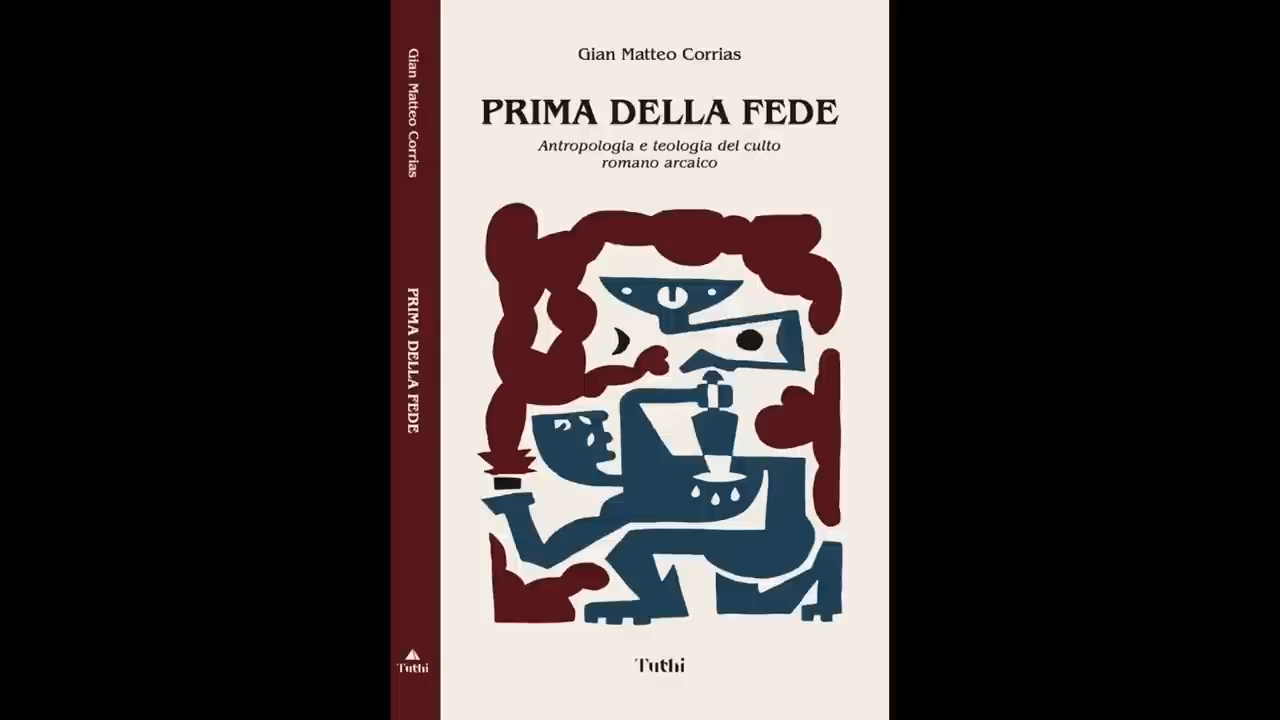 Gian Matteo Corrias
PRIMA DELLA FEDE
Tuthi
Gian Matteo Corrias
PRIMA DELLA FEDE
Antropologia e teologia del culto
romano arcaico
Tuthi